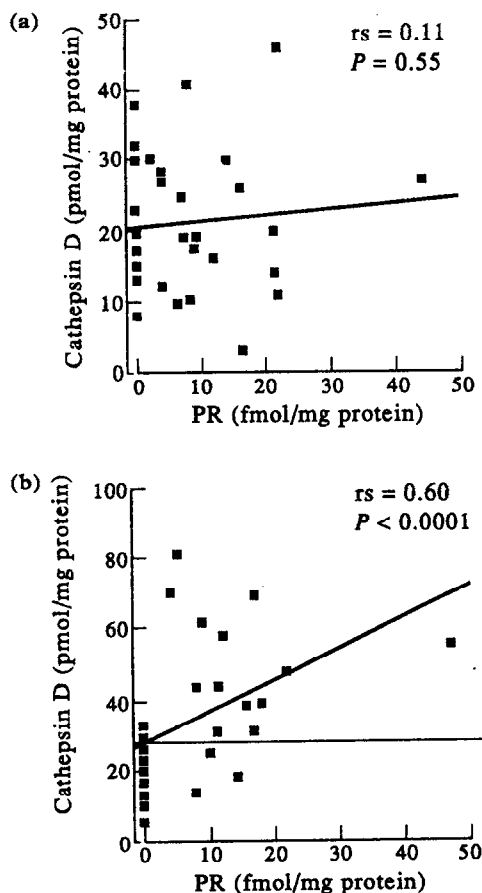 (a)
rs = 0.11
P = 0.55
Cathepsin D (pmol/mg protein)
50
40
30
20
10
0
0 10 20 30 40 50
PR (fmol/mg protein)
(b)
rs = 0.60
P < 0.0001
Cathepsin D (pmol/mg protein)
100
80
60
40
20
0
0 10 20 30 40 50
PR (fmol/mg protein)